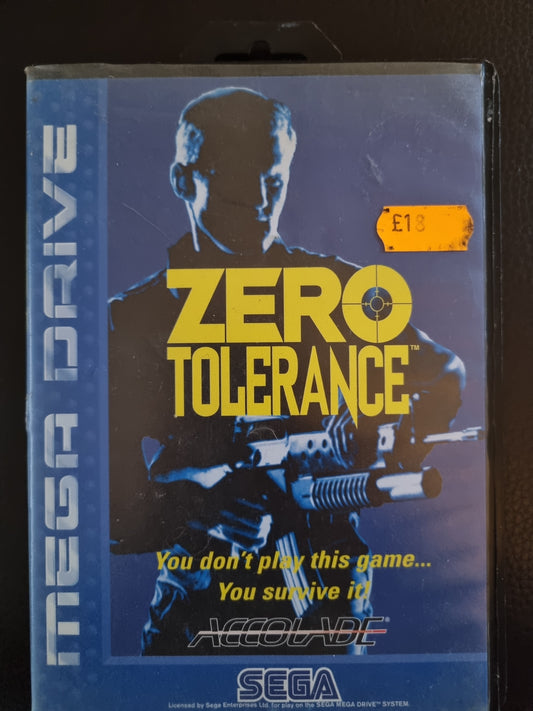 MEGA DRIVE
£18
ZERO
TOLERANCE™
You don't play this game...
You survive it!
ACCOLADE®
SEGA
Licensed by Sega Enterprises Ltd. for play on the SEGA MEGA DRIVE™ SYSTEM.